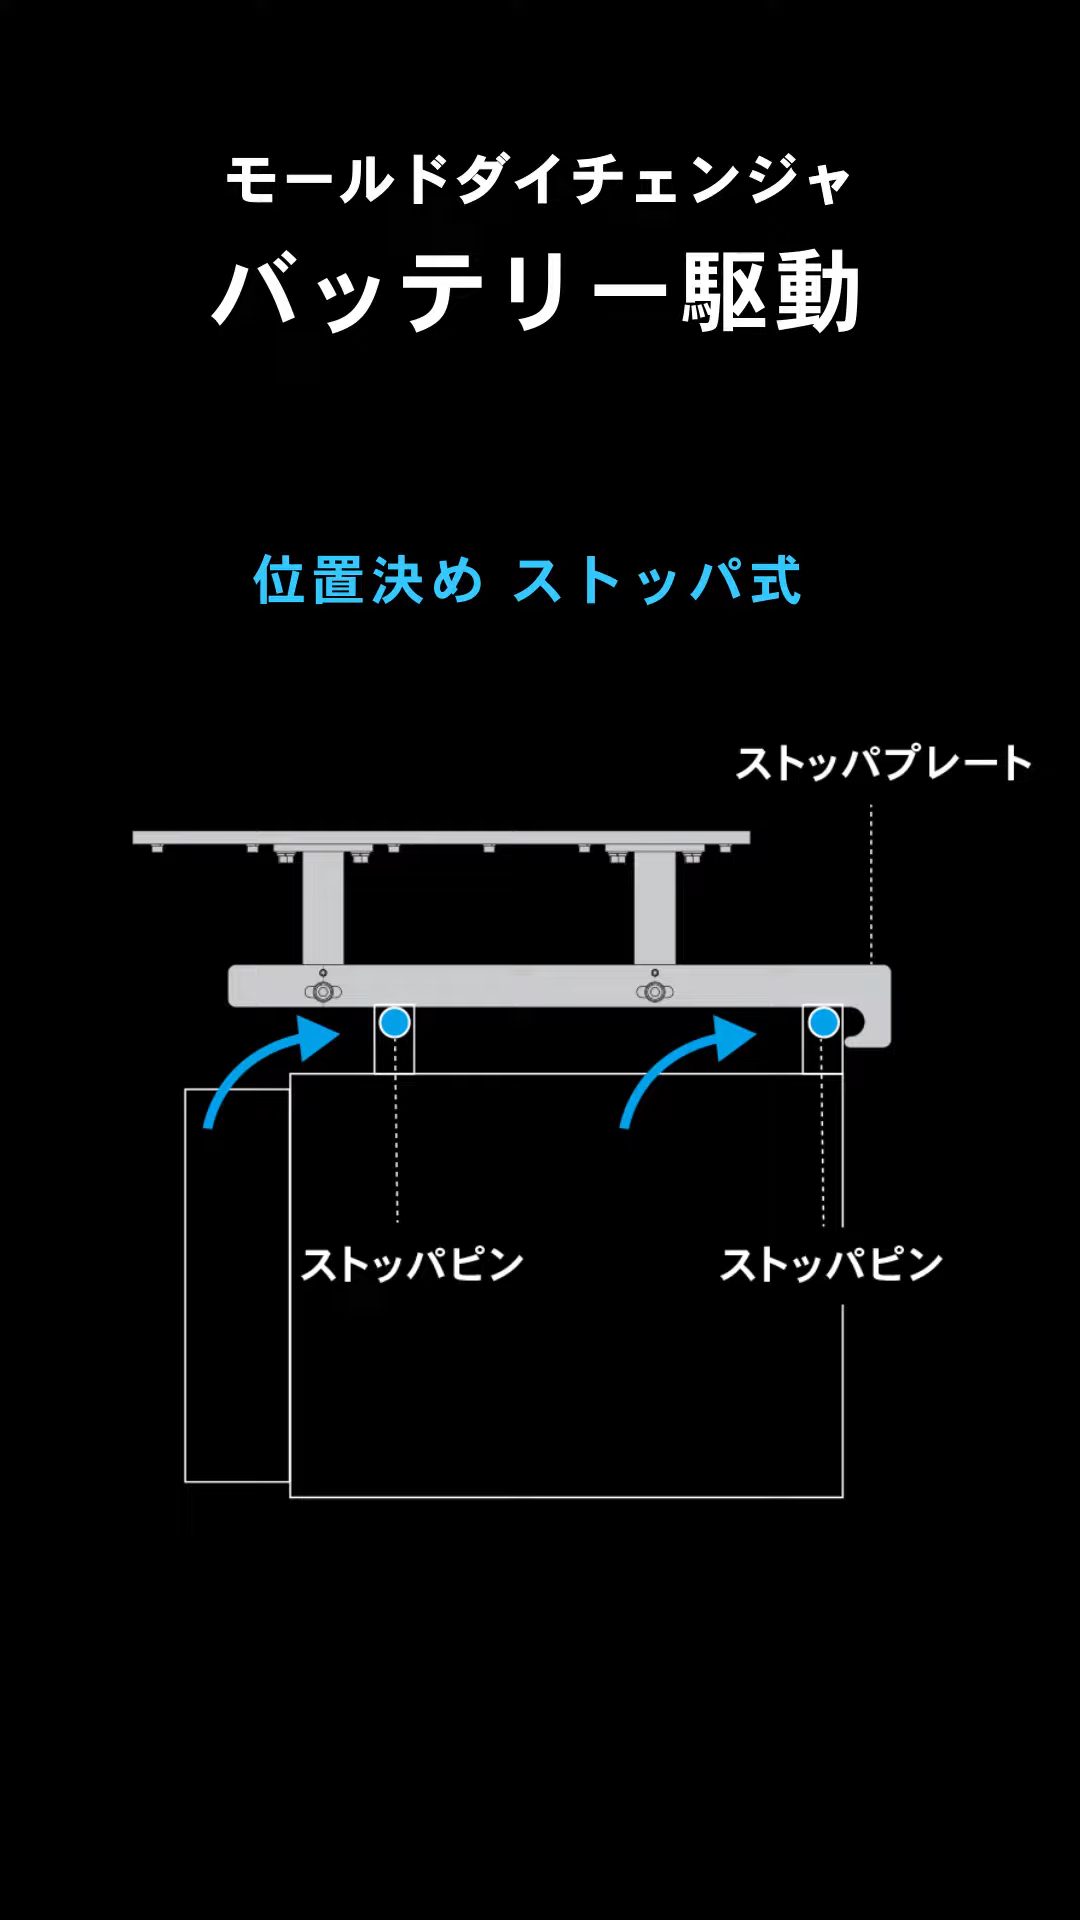 モールドダイチェンジャ
バッテリー駆動
位置決め ストッパ式
ストッパプレート
ストッパピン
ストッパピン